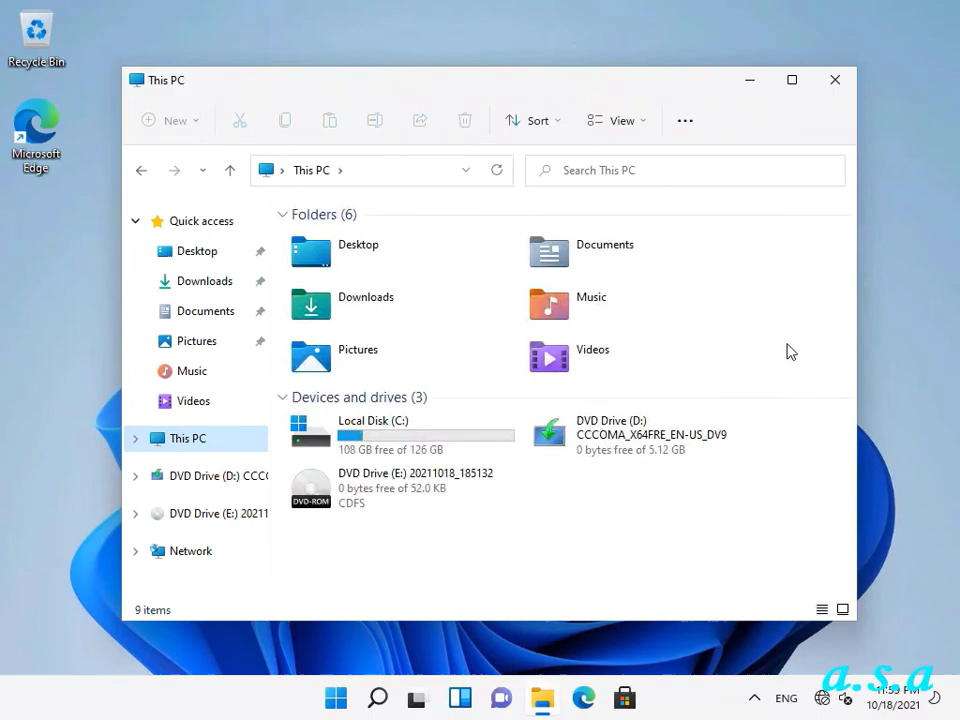 Recycle Bin
Microsoft
Edge
This PC
New
Sort
View
This PC
Search This PC
Quick access
Desktop
Downloads
Documents
Pictures
Music
Videos
This PC
DVD Drive (D:) CCC
DVD Drive (E:) 20211
Network
Folders (6)
Desktop
Documents
Downloads
Music
Pictures
Videos
Devices and drives (3)
Local Disk (C:)
108 GB free of 126 GB
DVD Drive (D:)
CCCOMA_X64FRE_EN-US_DV9
0 bytes free of 5.12 GB
DVD-ROM
DVD Drive (E:) 20211018_185132
0 bytes free of 52.0 KB
CDFS
9 items
ENG
10/18/2021
a.s.a